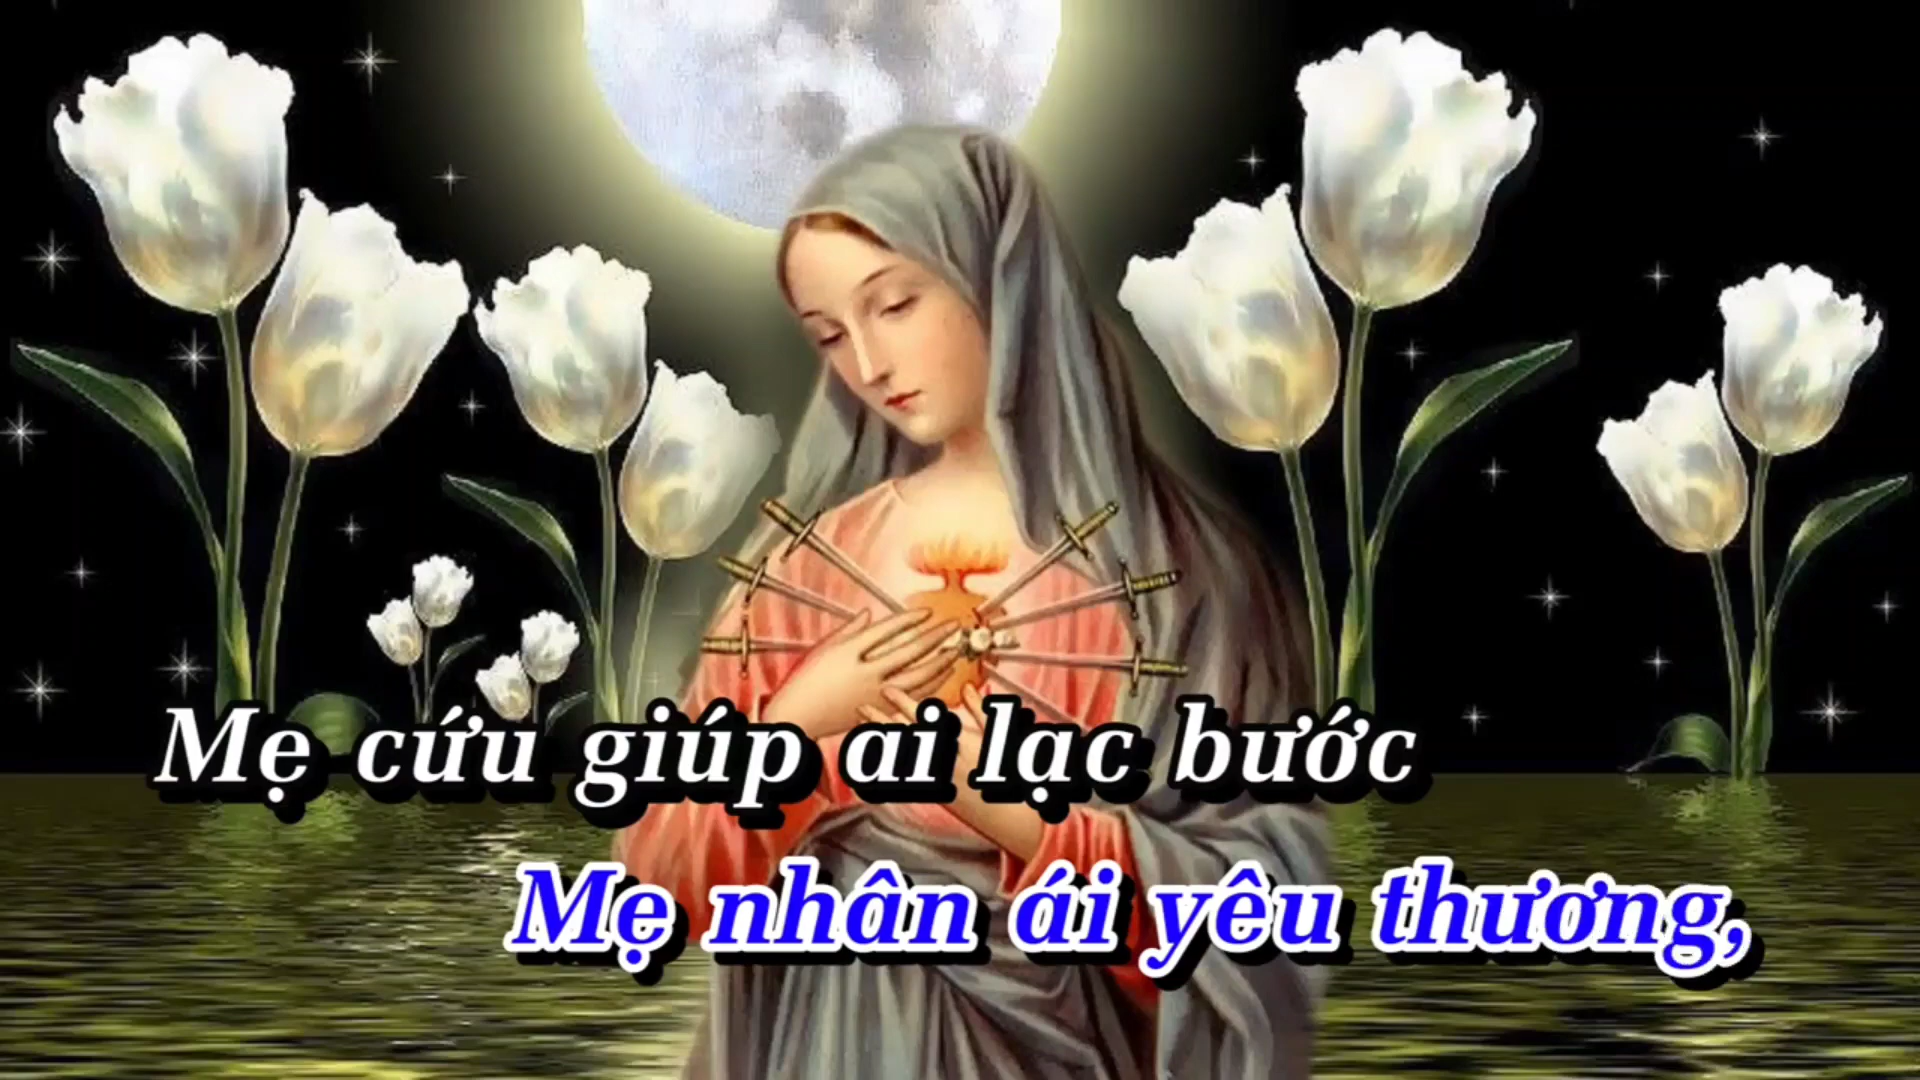 Mẹ cứu giúp ai lạc bước
Mẹ nhân ái yêu thương,